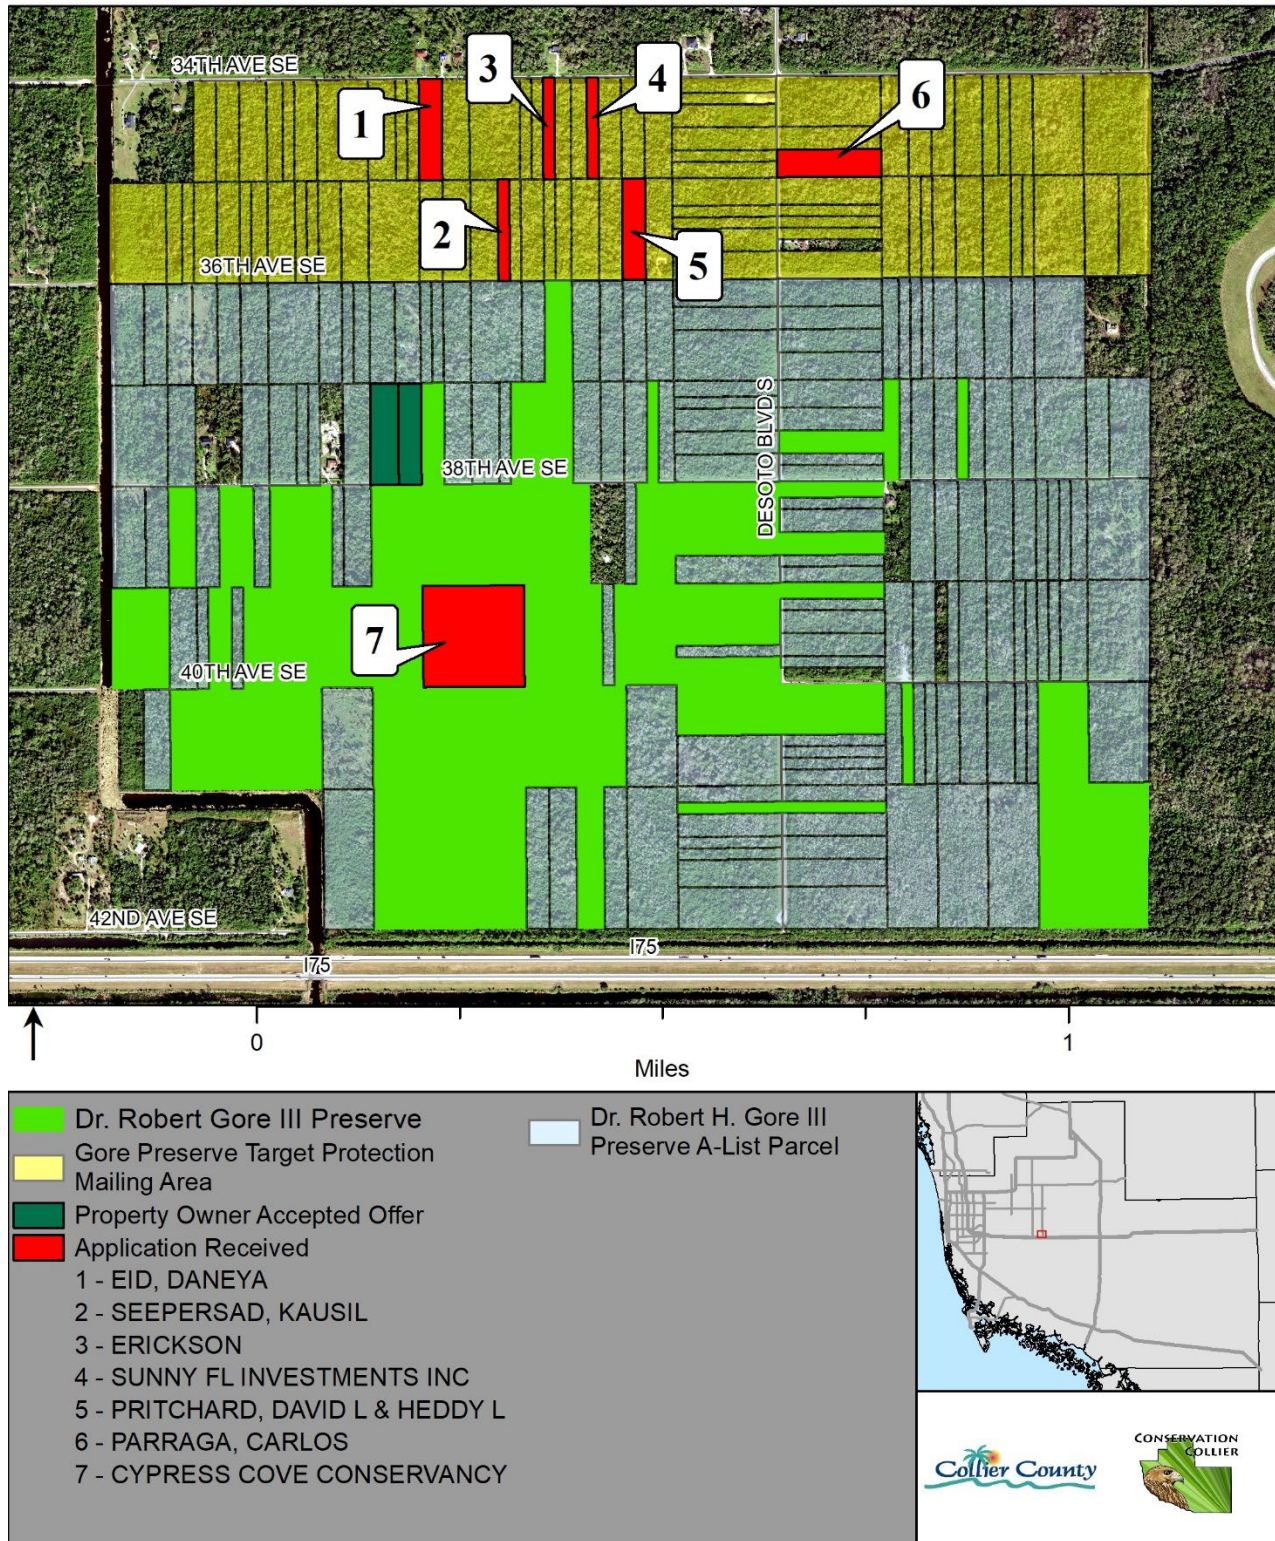 34TH AVE SE
1
3
4
6
2
5
36TH AVE SE
38TH AVE SE
DESOTO BLVD S
7
40TH AVE SE
42ND AVE SE
I75
I75
0
1
Miles
Dr. Robert Gore III Preserve
Gore Preserve Target Protection
Mailing Area
Property Owner Accepted Offer
Application Received
1 - EID, DANEYA
2 - SEEPERSAD, KAUSIL
3 - ERICKSON
4 - SUNNY FL INVESTMENTS INC
5 - PRITCHARD, DAVID L & HEDDY L
6 - PARRAGA, CARLOS
7 - CYPRESS COVE CONSERVANCY
Dr. Robert H. Gore III
Preserve A-List Parcel
Collier County
CONSERVATION
COLLIER